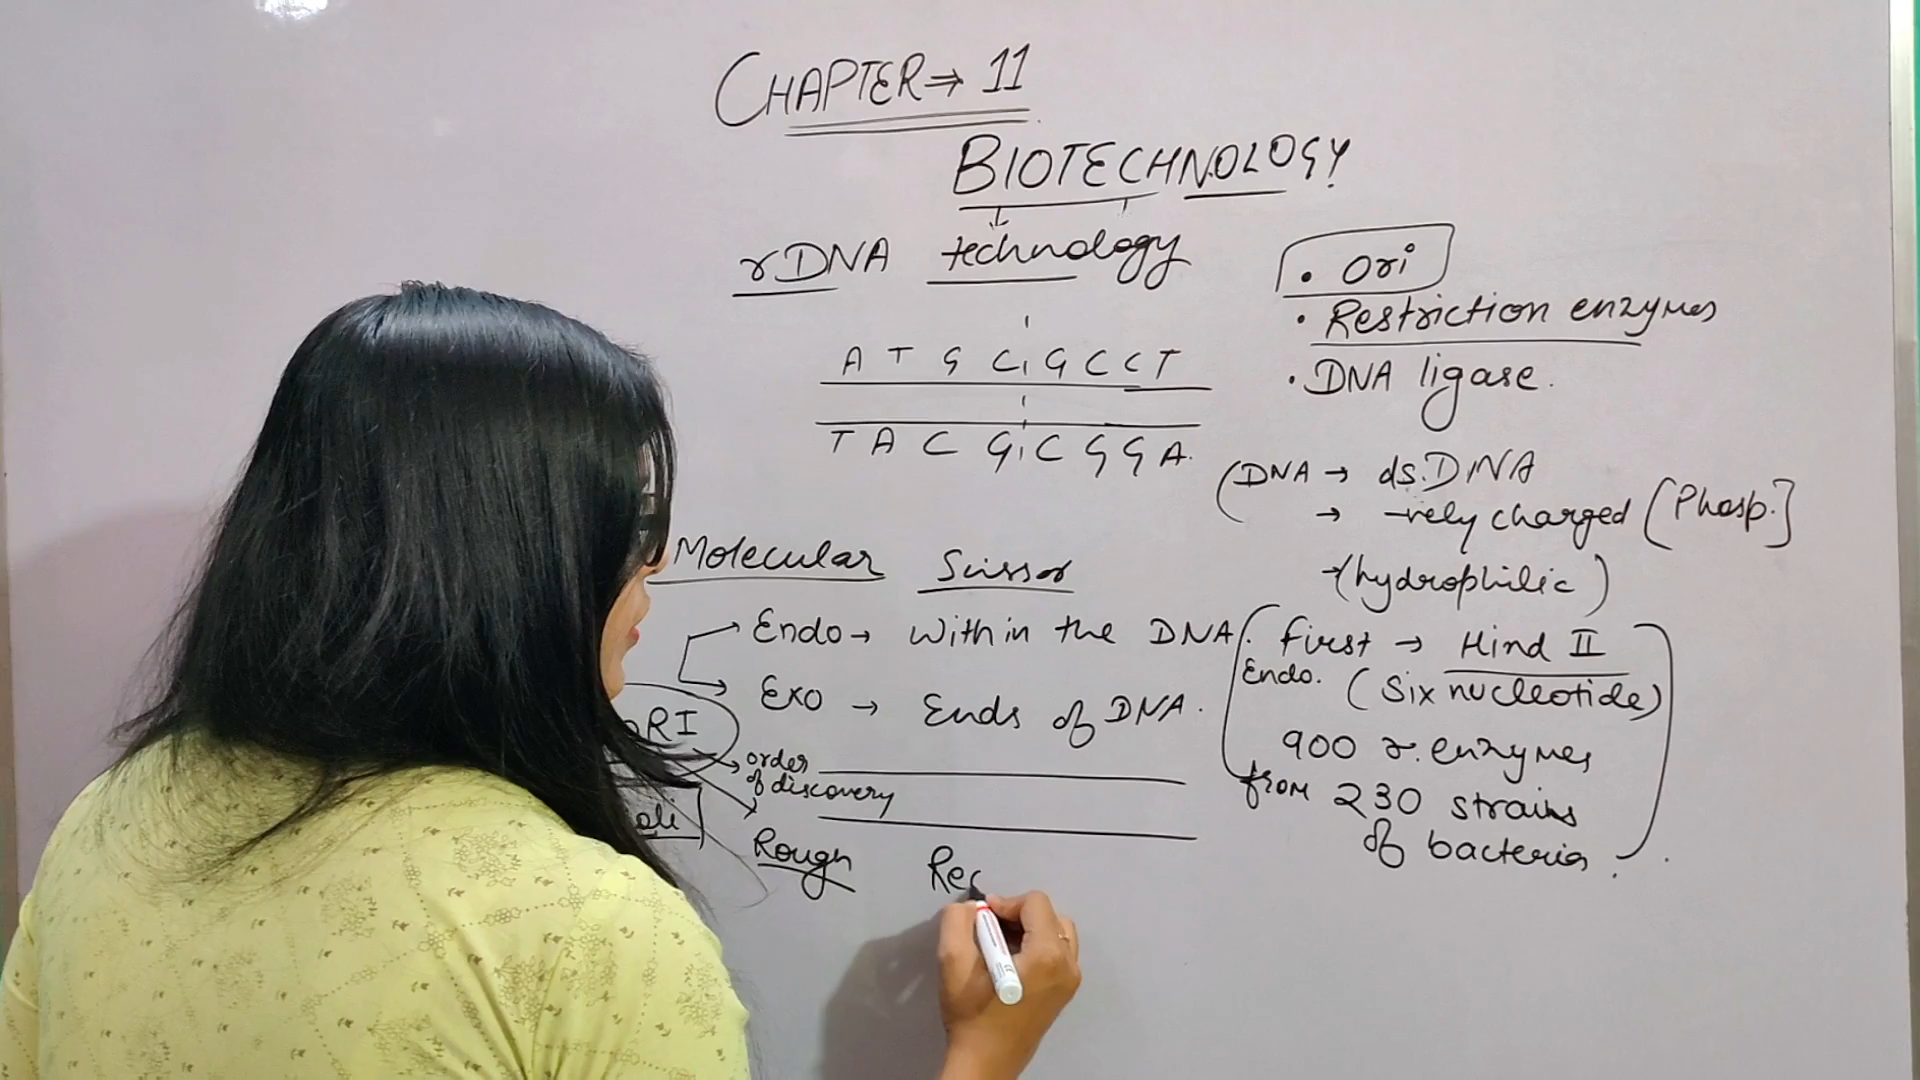 CHAPTER ⇒ 11
BIOTECHNOLOGY
rDNA technology
A T G C G C C T
T A C G C G G A.
• Ori
• Restriction enzymes
• DNA ligase.
(DNA → ds.DNA
→ -vely charged [Phosp.]
→ (hydrophilic)
Molecular Scissor
Endo → Within the DNA.
Exo → Ends of DNA.
RI
order
of discovery
Rough
Rec
First → Hind II
Endo. (Six nucleotide)
900 r. enzymes
from 230 strains
of bacteria.